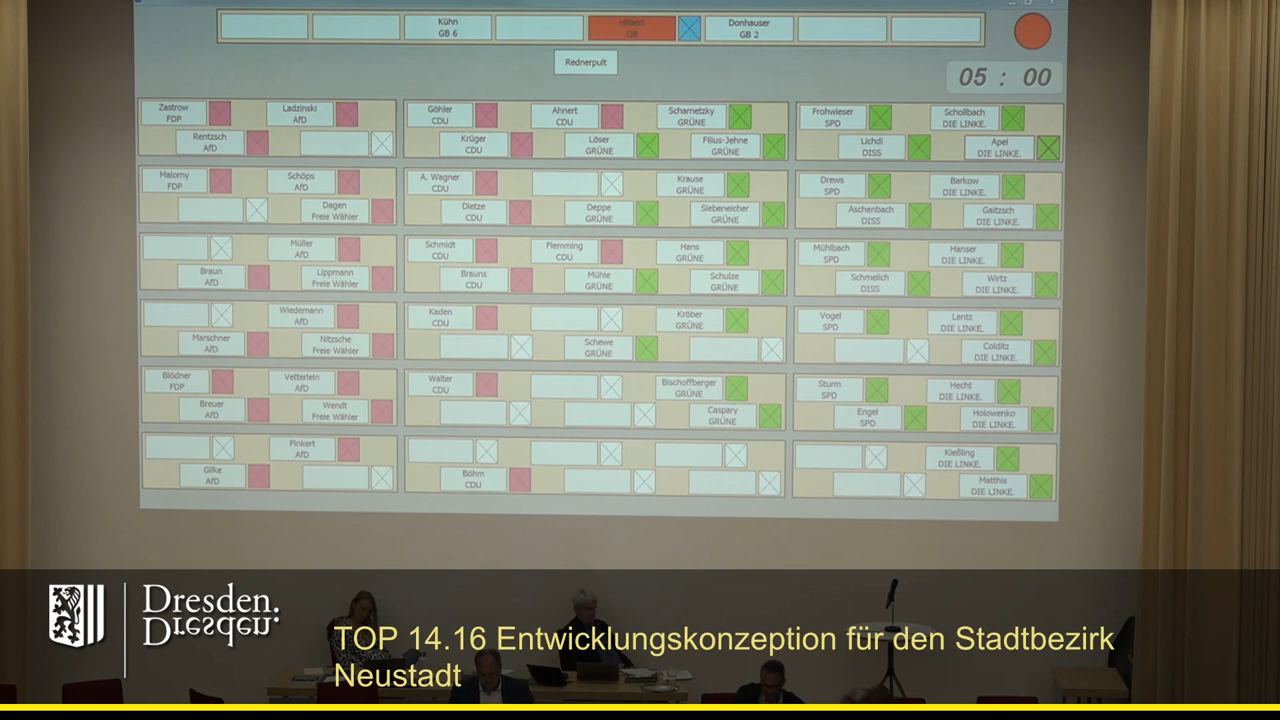 Kühn
GB 6
Hilbert
OB
Donhauser
GB 2
Rednerpult
05 : 00
Zastrow
FDP
Ladzinski
AfD
Rentzsch
AfD
Göhler
CDU
Ahnert
CDU
Scharnetzky
GRÜNE
Krüger
CDU
Löser
GRÜNE
Filius-Jehne
GRÜNE
Frohwieser
SPD
Schollbach
DIE LINKE.
Lichdi
DISS
Apel
DIE LINKE.
Malorny
FDP
Schöps
AfD
Dagen
Freie Wähler
A. Wagner
CDU
Krause
GRÜNE
Dietze
CDU
Deppe
GRÜNE
Siebeneicher
GRÜNE
Drews
SPD
Barkow
DIE LINKE.
Aschenbach
DISS
Gaitzsch
DIE LINKE.
Müller
AfD
Braun
AfD
Lippmann
Freie Wähler
Schmidt
CDU
Flemming
CDU
Hans
GRÜNE
Brauns
CDU
Mühle
GRÜNE
Schulze
GRÜNE
Mühlbach
SPD
Hanser
DIE LINKE.
Schmelich
DISS
Wirtz
DIE LINKE.
Wiedemann
AfD
Marschner
AfD
Nitzsche
Freie Wähler
Kaden
CDU
Kröber
GRÜNE
Schewe
GRÜNE
Vogel
SPD
Lentz
DIE LINKE.
Colditz
DIE LINKE.
Blödner
FDP
Vetterlein
AfD
Breuer
AfD
Wendt
Freie Wähler
Walter
CDU
Bischoffberger
GRÜNE
Caspary
GRÜNE
Sturm
SPD
Hecht
DIE LINKE.
Engel
SPD
Holowenko
DIE LINKE.
Pinkert
AfD
Gilke
AfD
Böhm
CDU
Kießling
DIE LINKE.
Matthis
DIE LINKE.
Dresden.
Dresden.
TOP 14.16 Entwicklungskonzeption für den Stadtbezirk
Neustadt